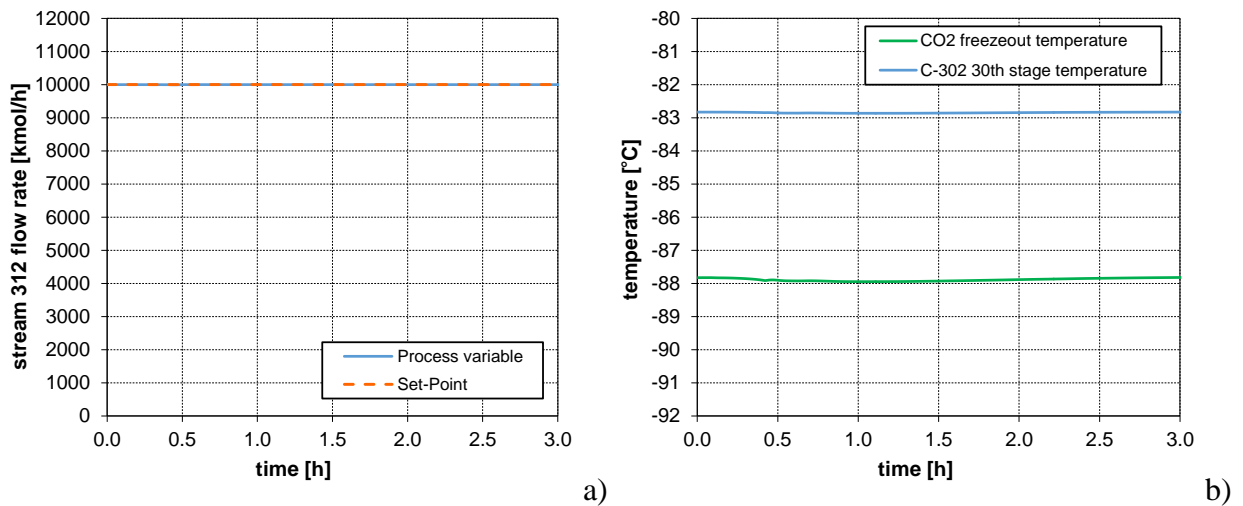 stream 312 flow rate [kmol/h]
12000
11000
10000
9000
8000
7000
6000
5000
4000
3000
2000
1000
0
Process variable
Set-Point
0.0 0.5 1.0 1.5 2.0 2.5 3.0
time [h]
a)
temperature [°C]
-80
-81
-82
-83
-84
-85
-86
-87
-88
-89
-90
-91
-92
CO2 freezeout temperature
C-302 30th stage temperature
0.0 0.5 1.0 1.5 2.0 2.5 3.0
time [h]
b)